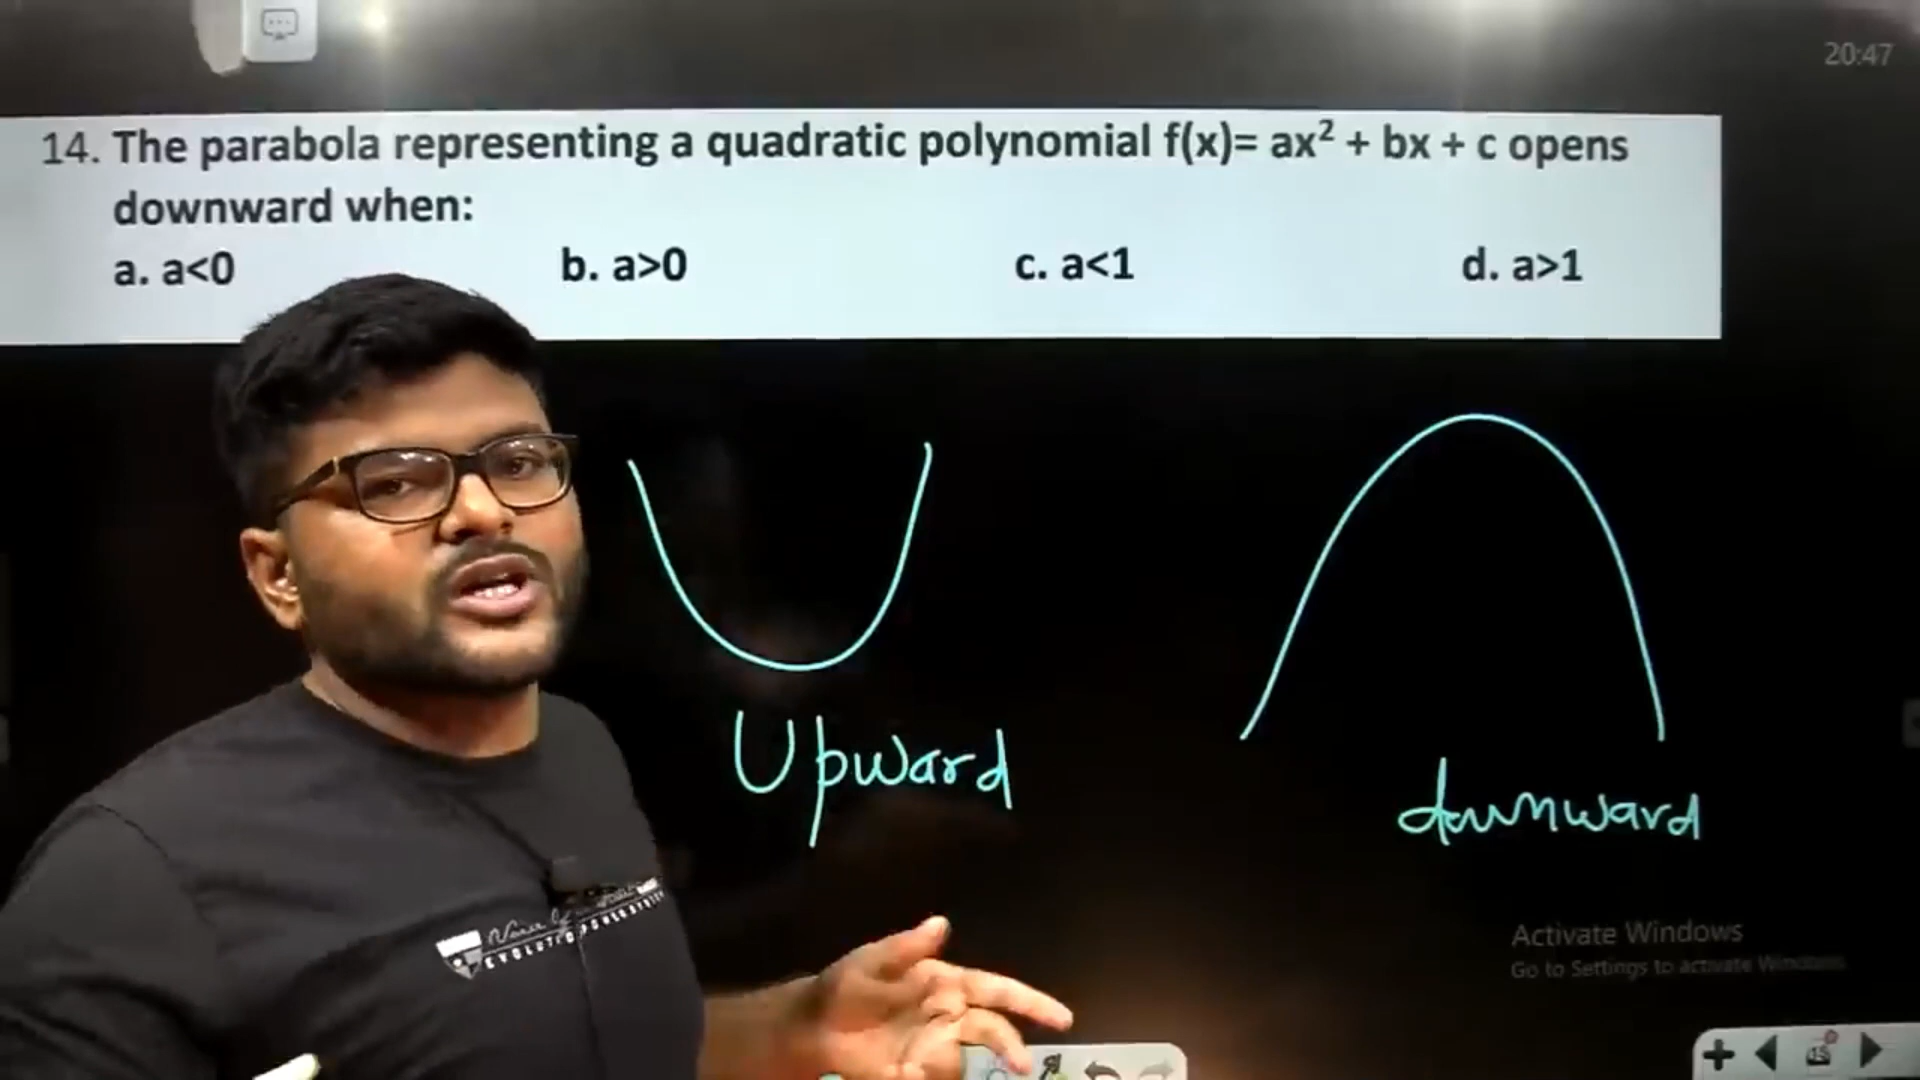 20:47
14. The parabola representing a quadratic polynomial f(x)= ax² + bx + c opens
downward when:
a. a<0 b. a>0 c. a<1 d. a>1
Upward
downward
Activate Windows
Go to Settings to activate Windows.